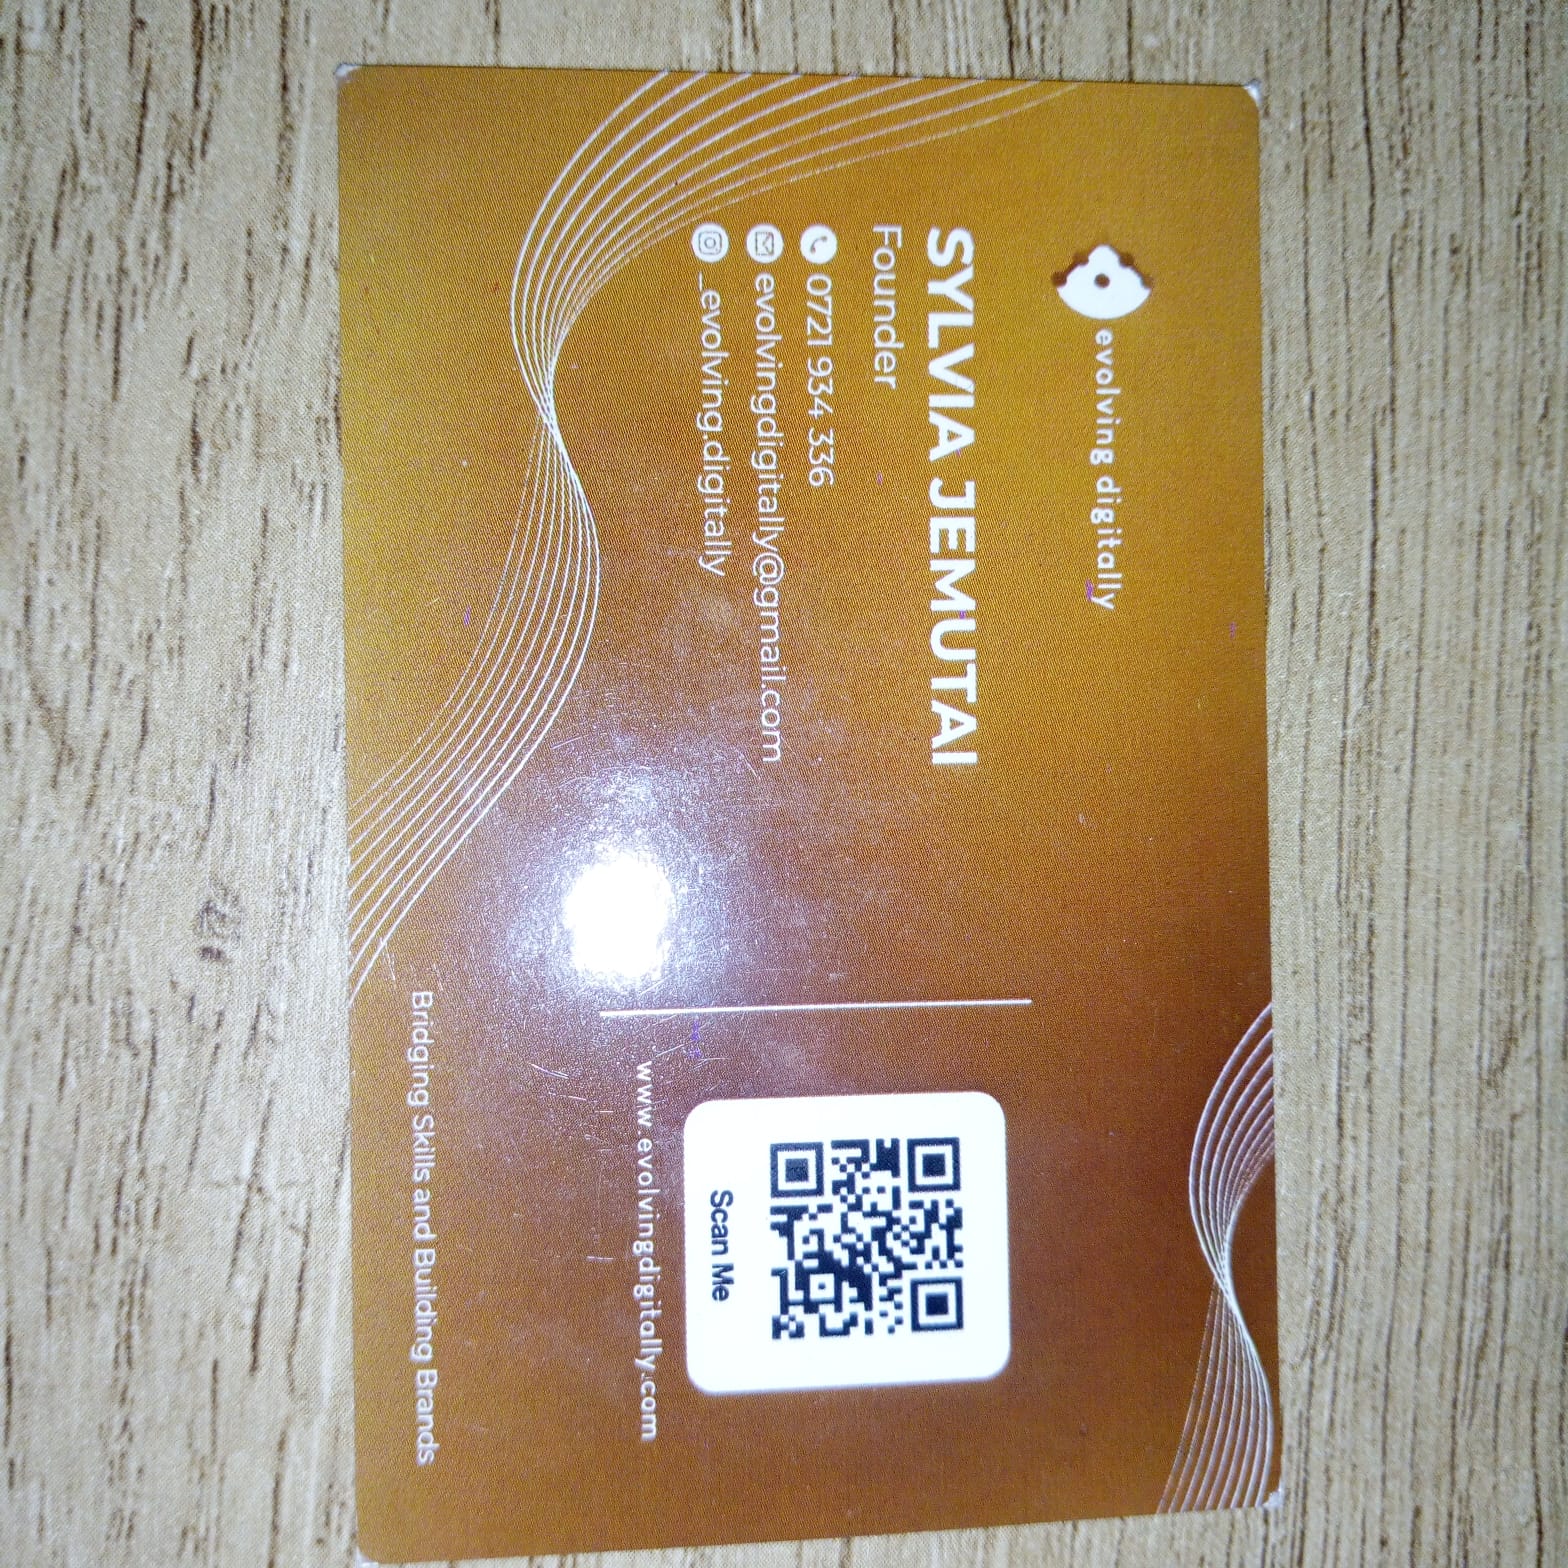 evolving digitally
SYLVIA JEMUTAI
Founder
0721 934 336
evolvingdigitally@gmail.com
_evolving.digitally
Scan Me
www.evolvingdigitally.com
Bridging Skills and Building Brands